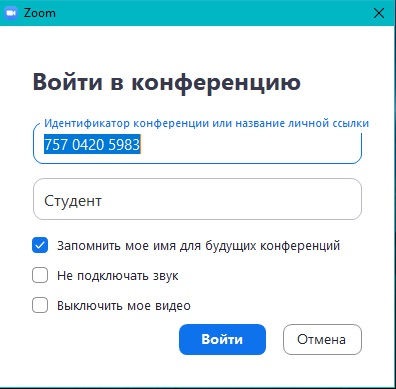 Zoom
Войти в конференцию
Идентификатор конференции или название личной ссылки
757 0420 5983
Студент
Запомнить мое имя для будущих конференций
Не подключать звук
Выключить мое видео
Войти Отмена